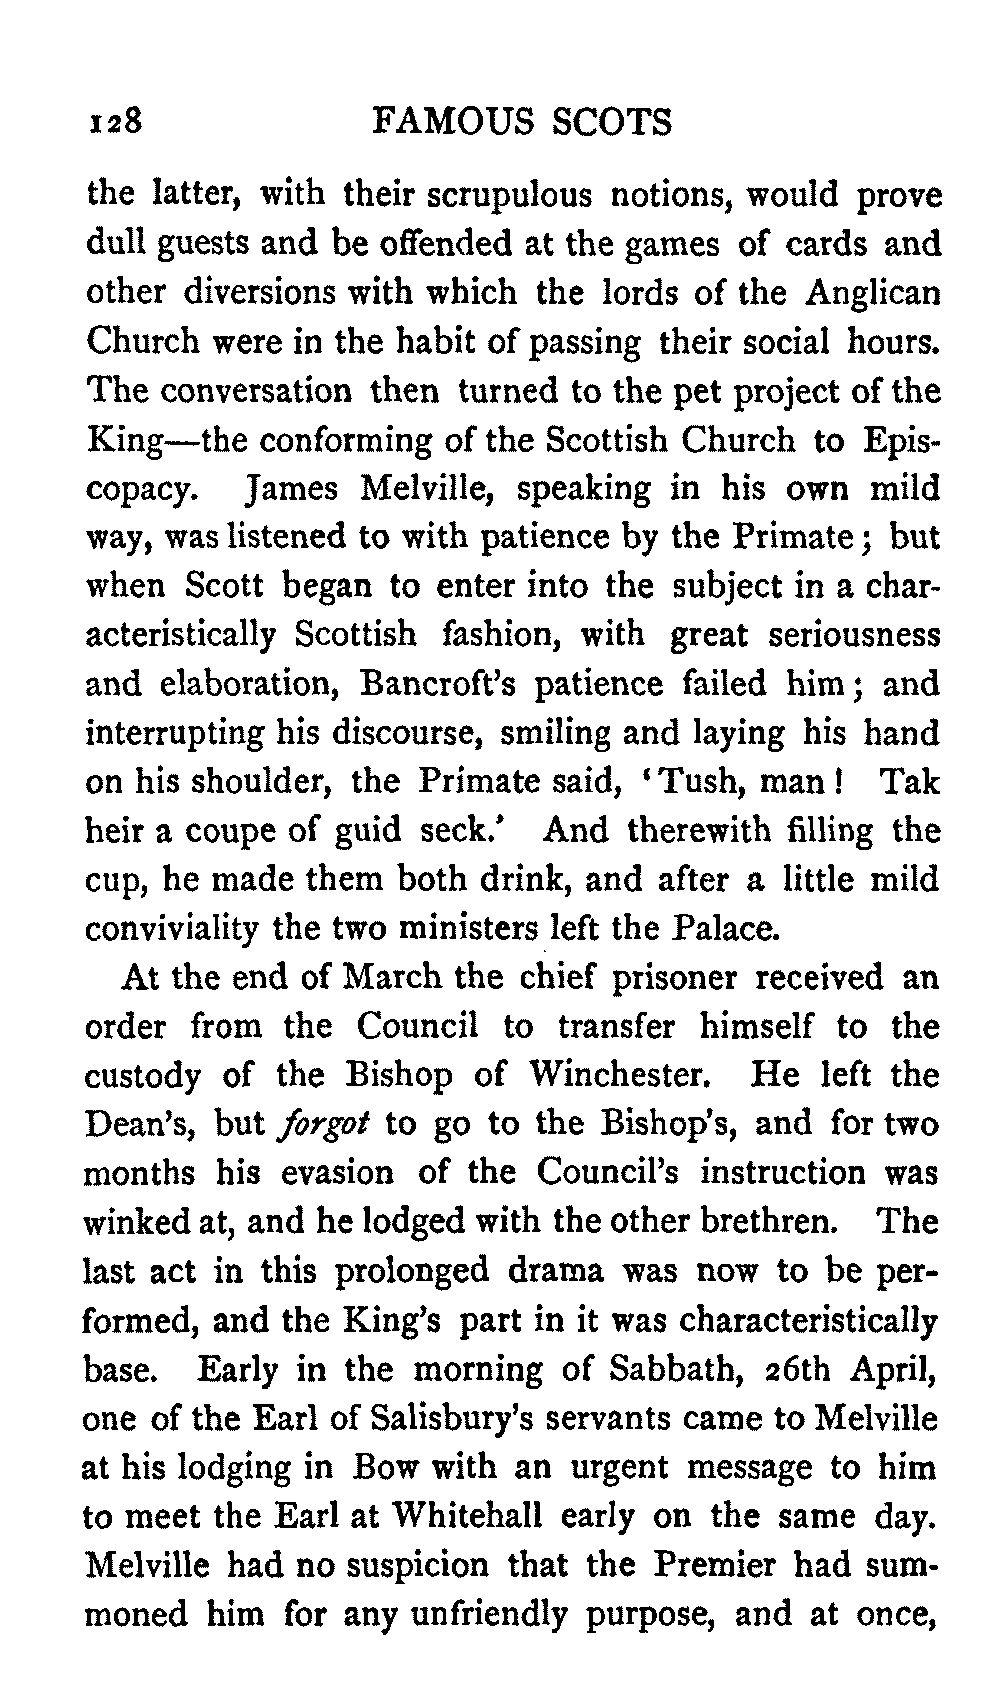 128 FAMOUS SCOTS
the latter, with their scrupulous notions, would prove
dull guests and be offended at the games of cards and
other diversions with which the lords of the Anglican
Church were in the habit of passing their social hours.
The conversation then turned to the pet project of the
King—the conforming of the Scottish Church to Epis-
copacy. James Melville, speaking in his own mild
way, was listened to with patience by the Primate; but
when Scott began to enter into the subject in a char-
acteristically Scottish fashion, with great seriousness
and elaboration, Bancroft's patience failed him; and
interrupting his discourse, smiling and laying his hand
on his shoulder, the Primate said, 'Tush, man! Tak
heir a coupe of guid seck.' And therewith filling the
cup, he made them both drink, and after a little mild
conviviality the two ministers left the Palace.
At the end of March the chief prisoner received an
order from the Council to transfer himself to the
custody of the Bishop of Winchester. He left the
Dean's, but forgot to go to the Bishop's, and for two
months his evasion of the Council's instruction was
winked at, and he lodged with the other brethren. The
last act in this prolonged drama was now to be per-
formed, and the King's part in it was characteristically
base. Early in the morning of Sabbath, 26th April,
one of the Earl of Salisbury's servants came to Melville
at his lodging in Bow with an urgent message to him
to meet the Earl at Whitehall early on the same day.
Melville had no suspicion that the Premier had sum-
moned him for any unfriendly purpose, and at once,